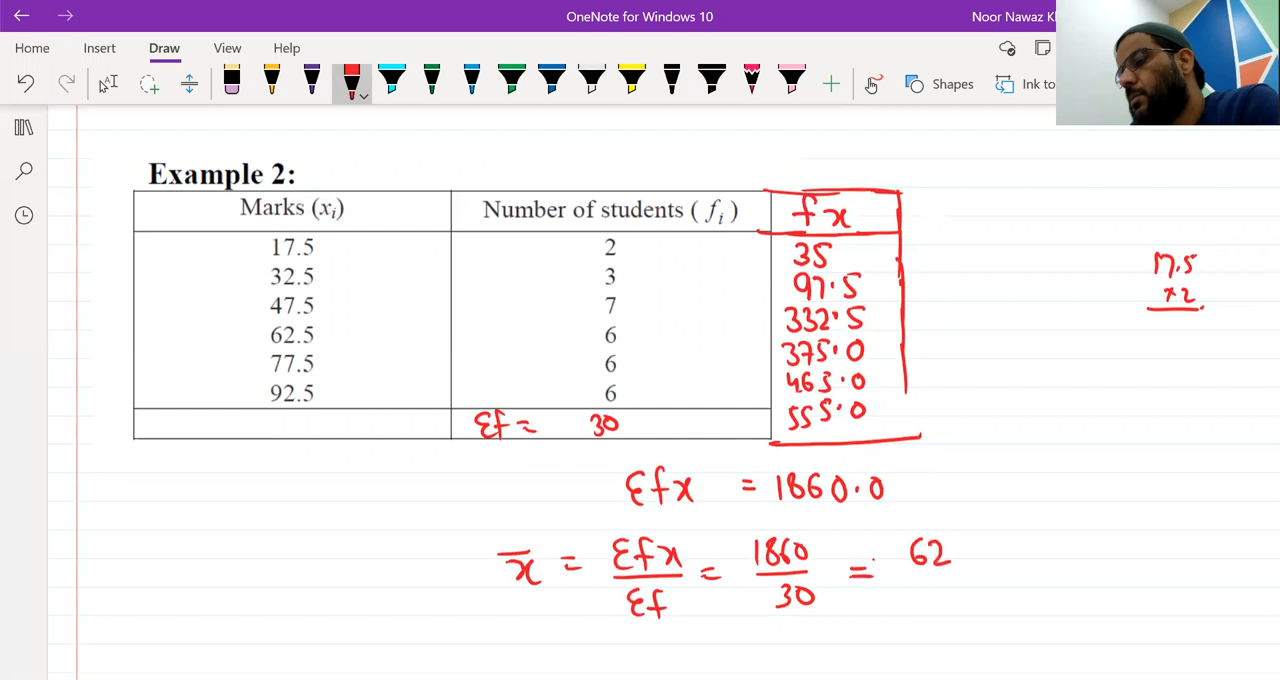 OneNote for Windows 10
Noor Nawaz Kh
Home Insert Draw View Help
Shapes
Ink to
Example 2:
Marks (xᵢ) Number of students ( fᵢ ) fx
17.5 2 35
32.5 3 97.5
47.5 7 332.5
62.5 6 375.0
77.5 6 465.0
92.5 6 555.0
Σf = 30
17.5
×2
Σfx = 1860.0
x̄ = Σfx/Σf = 1860/30 = 62